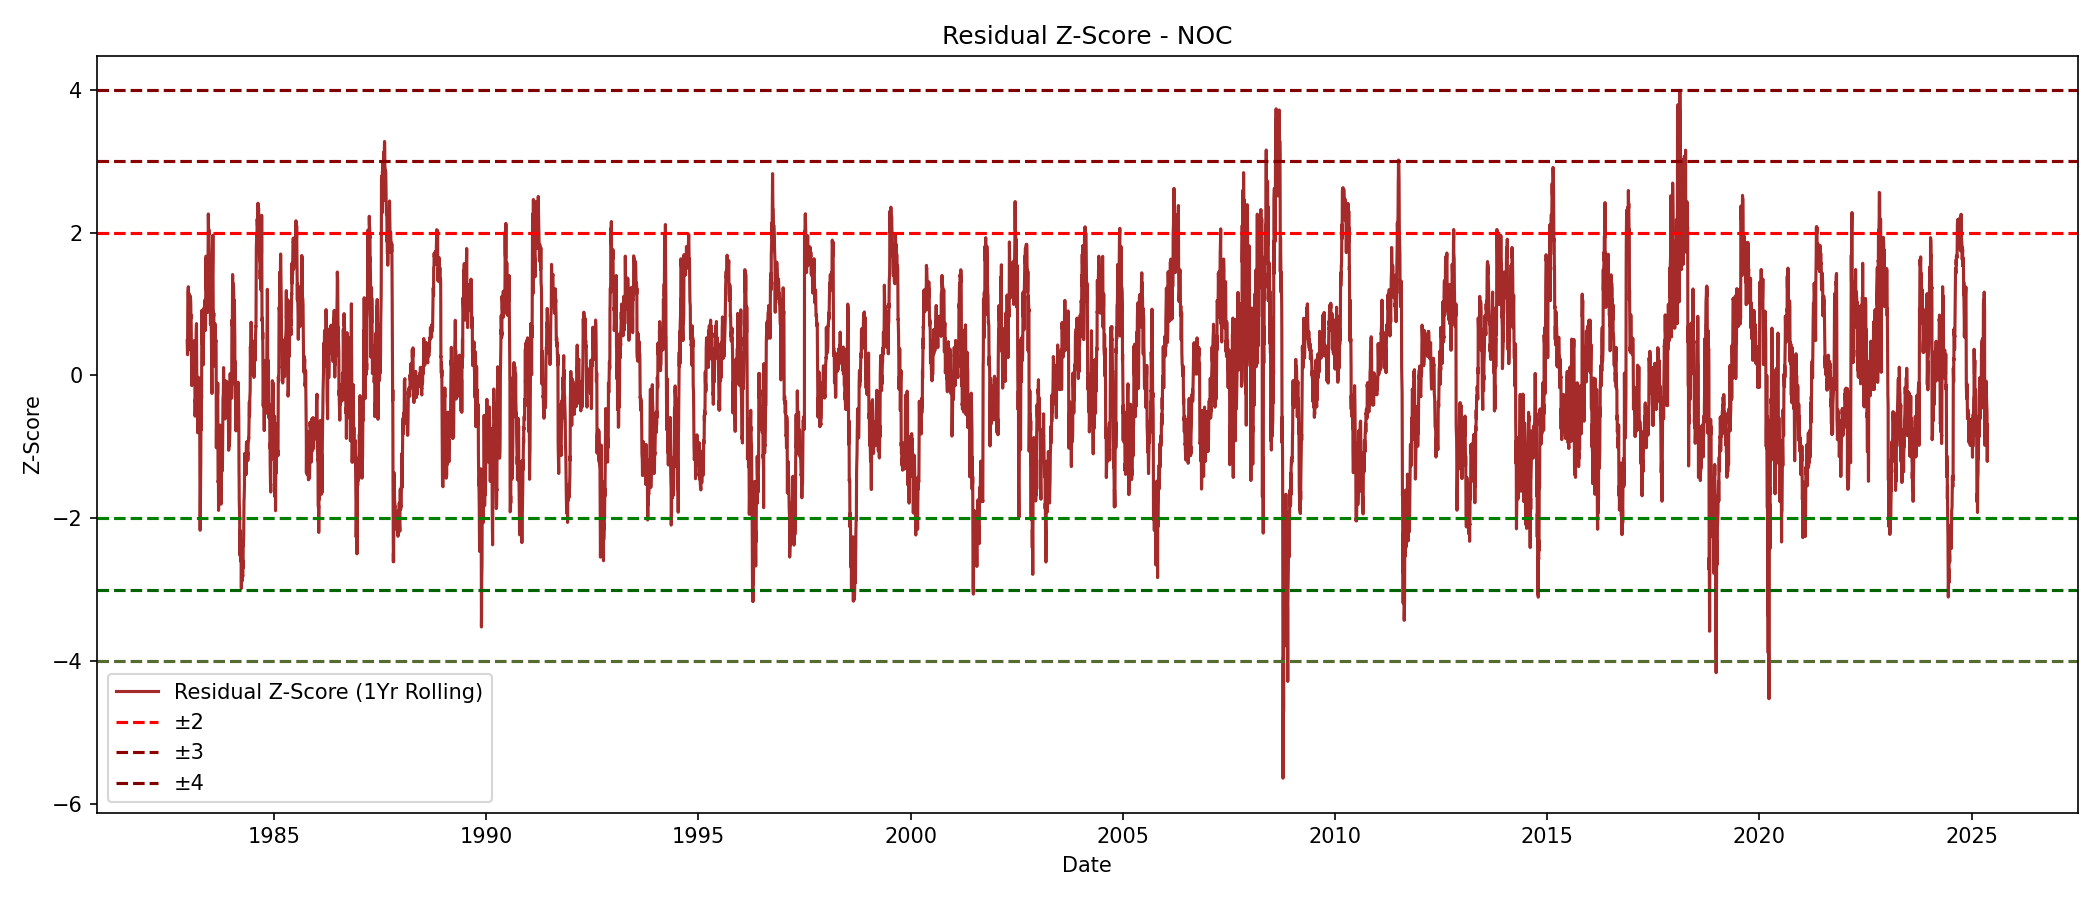 Residual Z-Score - NOC
4
2
0
−2
−4
−6
Z-Score
Residual Z-Score (1Yr Rolling)
±2
±3
±4
1985 1990 1995 2000 2005 2010 2015 2020 2025
Date